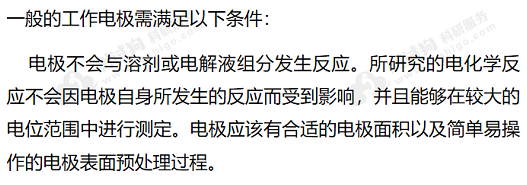 一般的工作电极需满足以下条件：
电极不会与溶剂或电解液组分发生反应。所研究的电化学反
应不会因电极自身所发生的反应而受到影响，并且能够在较大的
电位范围中进行测定。电极应该有合适的电极面积以及简单易操
作的电极表面预处理过程。